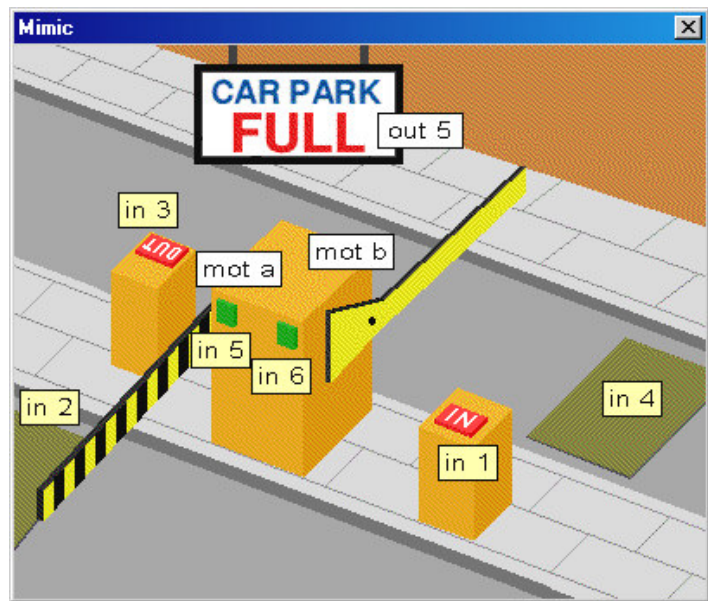 Mimic
CAR PARK
FULL
out 5
in 3
OUT
mot a
mot b
in 5
in 6
in 2
in 4
IN
in 1